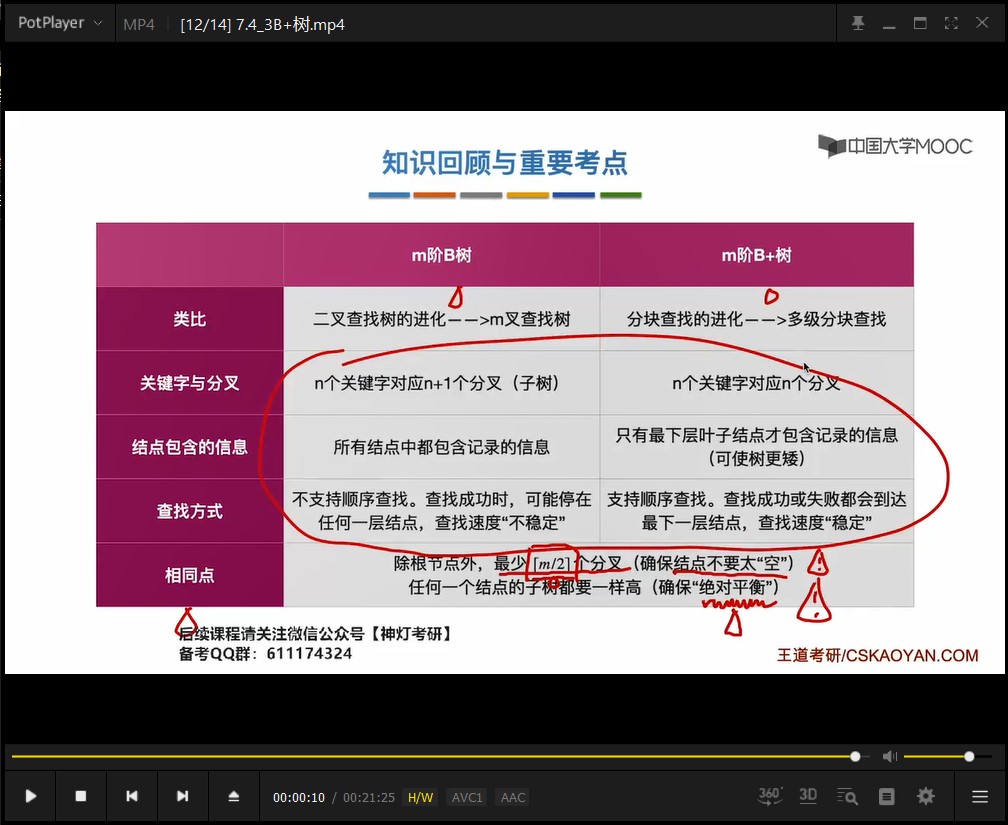 PotPlayer
MP4
[12/14] 7.4_3B+树.mp4
中国大学MOOC
知识回顾与重要考点
m阶B树
m阶B+树
类比
二叉查找树的进化——>m叉查找树
分块查找的进化——>多级分块查找
关键字与分叉
n个关键字对应n+1个分叉（子树）
n个关键字对应n个分叉
结点包含的信息
所有结点中都包含记录的信息
只有最下层叶子结点才包含记录的信息
（可使树更矮）
查找方式
不支持顺序查找。查找成功时，可能停在
任何一层结点，查找速度“不稳定”
支持顺序查找。查找成功或失败都会到达
最下一层结点，查找速度“稳定”
相同点
除根节点外，最少⌈m/2⌉个分叉（确保结点不要太“空”）
任何一个结点的子树都要一样高（确保“绝对平衡”）
后续课程请关注微信公众号【神灯考研】
备考QQ群：611174324
王道考研/CSKAOYAN.COM
00:00:10 / 00:21:25 H/W AVC1 AAC
360°
3D